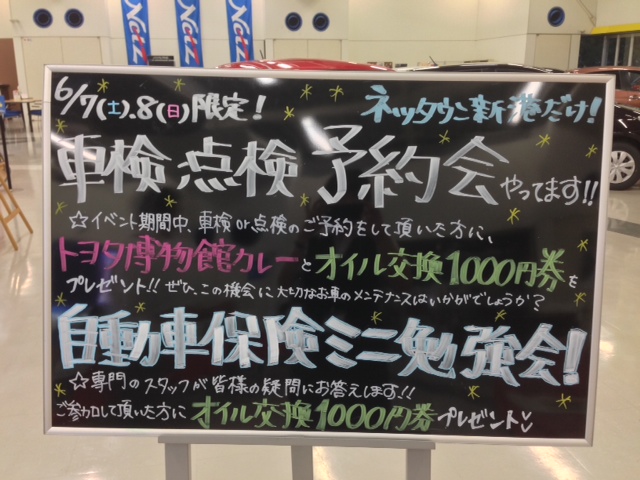 Netz
Netz
Netz
6/7(土).8(日)限定!
ネッツタウン新港だけ!
車検点検予約会やってます!!
☆イベント期間中、車検or点検のご予約をして頂いた方に、
トヨタ博物館カレーとオイル交換1000円券を
プレゼント!!ぜひ、この機会に大切なお車のメンテナンスはいかがでしょうか?
自動車保険ミニ勉強会!
☆専門のスタッフが皆様の疑問にお答えします!!
ご参加して頂いた方にオイル交換1000円券プレゼント♡